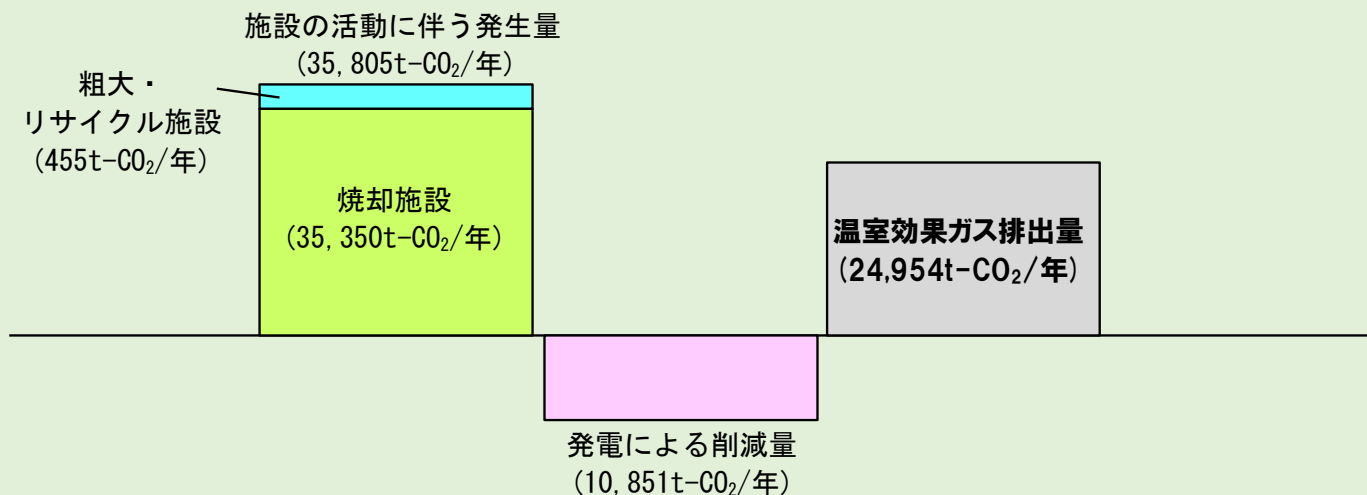 施設の活動に伴う発生量
(35,805t-CO₂/年)
粗大・
リサイクル施設
(455t-CO₂/年)
焼却施設
(35,350t-CO₂/年)
温室効果ガス排出量
(24,954t-CO₂/年)
発電による削減量
(10,851t-CO₂/年)